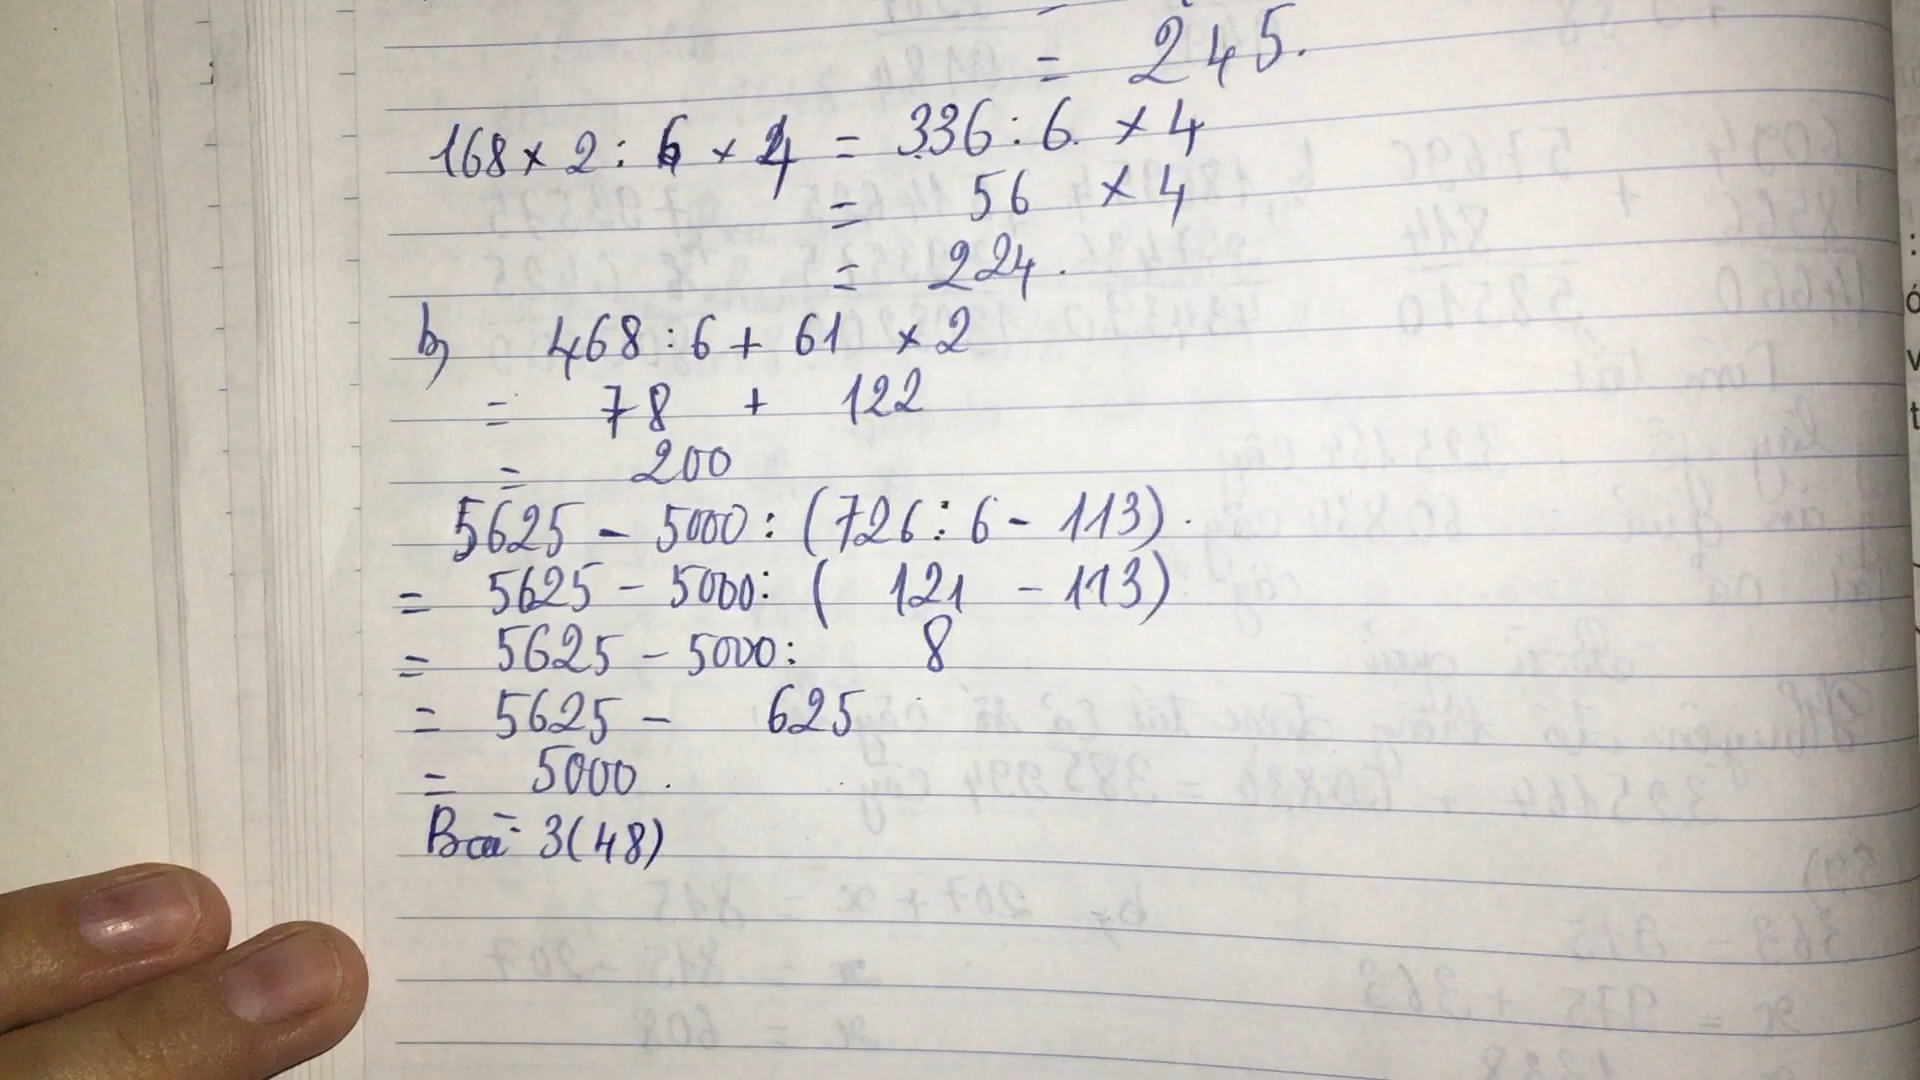 = 245.
168 × 2 : 6 × 4 = 336 : 6 × 4
= 56 × 4
= 224.
b) 468 : 6 + 61 × 2
= 78 + 122
= 200
5625 - 5000 : (726 : 6 - 113).
= 5625 - 5000 : ( 121 - 113)
= 5625 - 5000 : 8
= 5625 - 625
= 5000.
Bài 3(48)